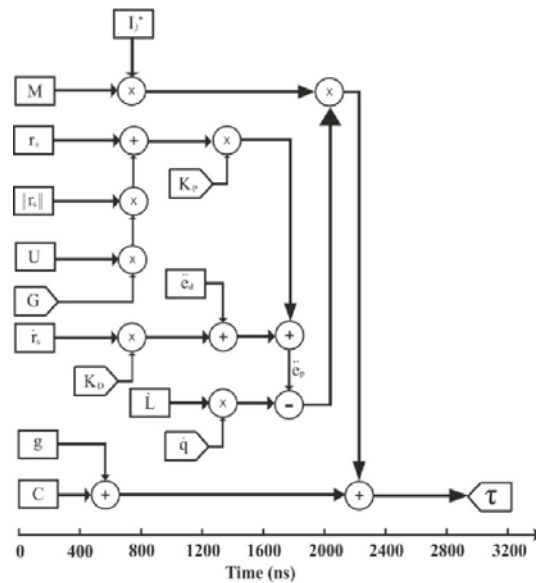 I_J^+
M
×
×
r_s
+
×
K_P
‖r_s‖
×
U
×
G
ë_d
ṙ_s
×
+
+
K_D
ë_p
L̇
×
-
q̇
g
C
+
+
τ
0 400 800 1200 1600 2000 2400 2800 3200
Time (ns)